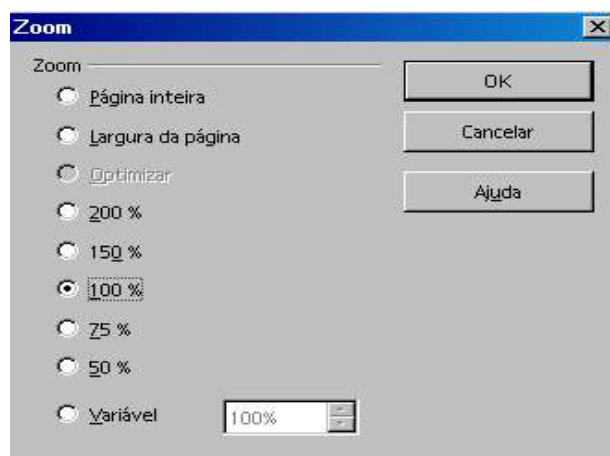 Zoom
Zoom
Página inteira
Largura da página
Optimizar
200 %
150 %
100 %
75 %
50 %
Variável 100%
OK
Cancelar
Ajuda